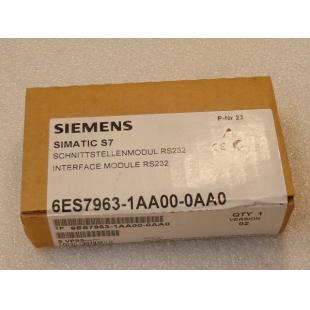 P-Nr 23
SIEMENS
SIMATIC S7
SCHNITTSTELLENMODUL RS232
INTERFACE MODULE RS232
6ES7963-1AA00-0AA0
1P 6ES7963-1AA00-0AA0
QTY 1
VERSION
02